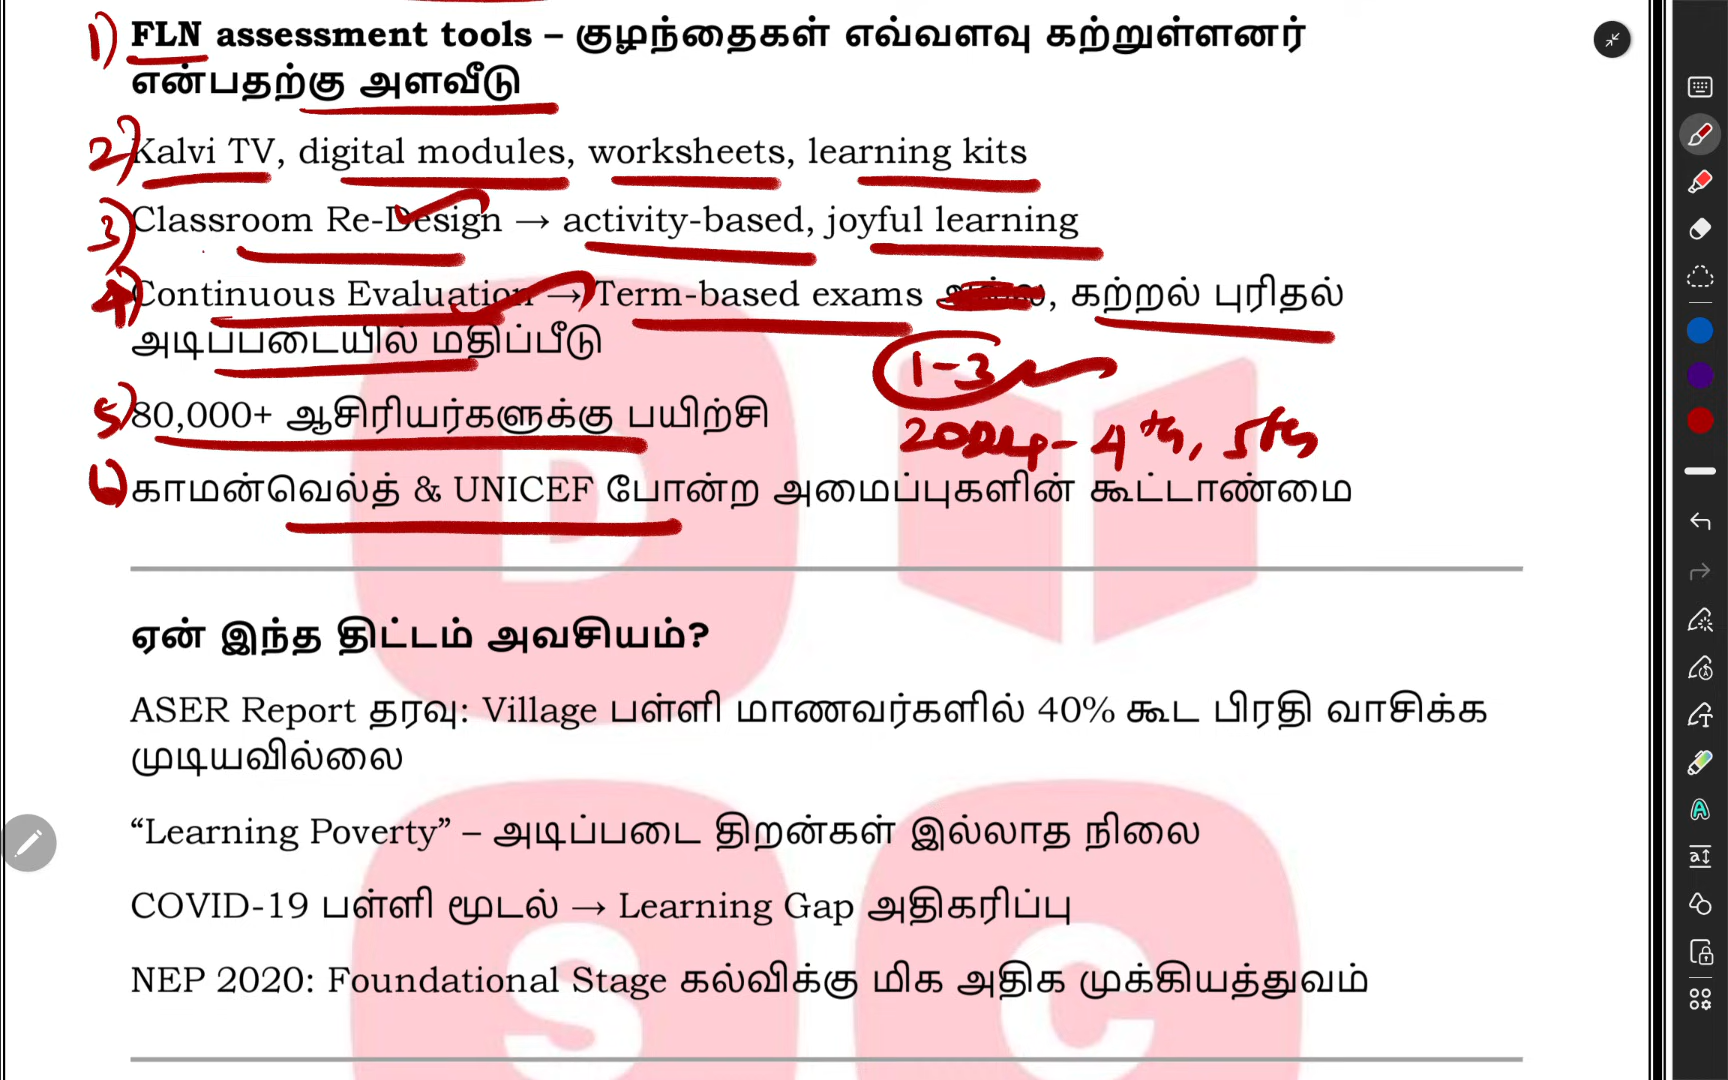 1) FLN assessment tools – குழந்தைகள் எவ்வளவு கற்றுள்ளனர்
என்பதற்கு அளவீடு
2) Kalvi TV, digital modules, worksheets, learning kits
3) Classroom Re-Design → activity-based, joyful learning
4) Continuous Evaluation → Term-based exams , கற்றல் புரிதல்
அடிப்படையில் மதிப்பீடு
1-3
5) 80,000+ ஆசிரியர்களுக்கு பயிற்சி
4th, 5th
6) காமன்வெல்த் & UNICEF போன்ற அமைப்புகளின் கூட்டாண்மை
ஏன் இந்த திட்டம் அவசியம்?
ASER Report தரவு: Village பள்ளி மாணவர்களில் 40% கூட பிரதி வாசிக்க
முடியவில்லை
“Learning Poverty” – அடிப்படை திறன்கள் இல்லாத நிலை
COVID-19 பள்ளி மூடல் → Learning Gap அதிகரிப்பு
NEP 2020: Foundational Stage கல்விக்கு மிக அதிக முக்கியத்துவம்
D
S C